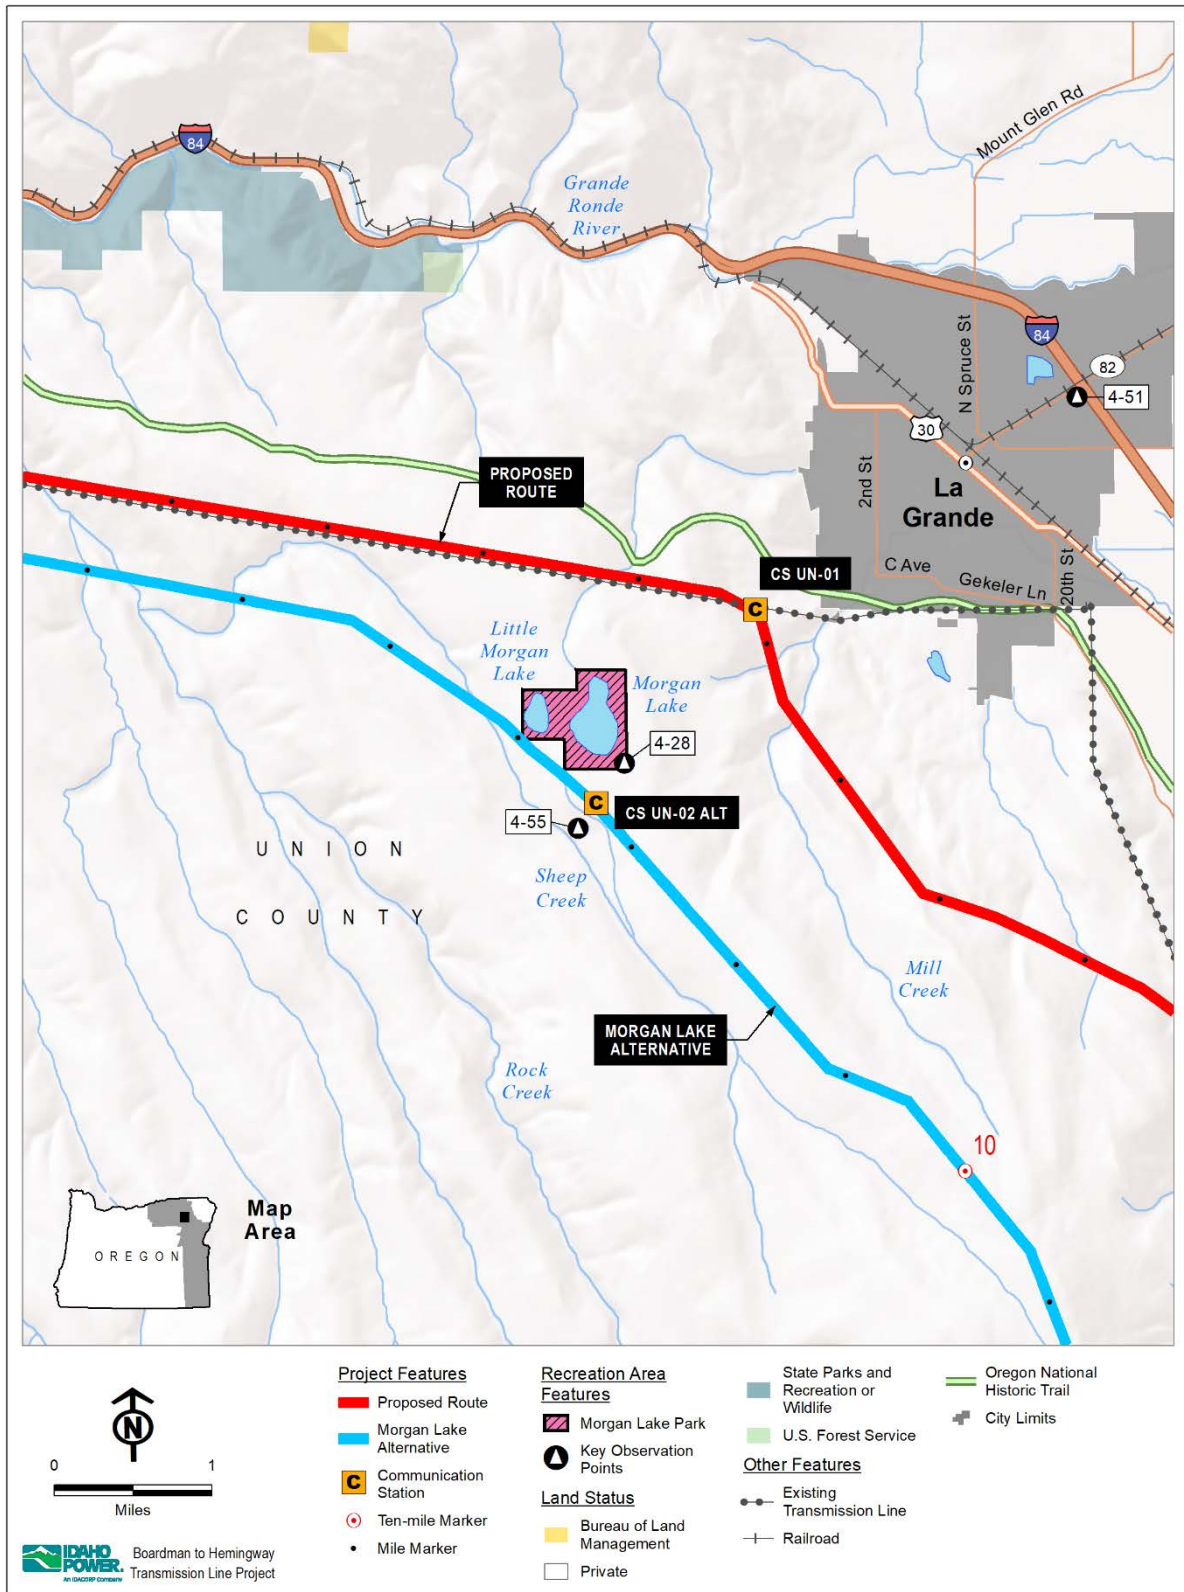 84
Mount Glen Rd
Grande
Ronde
River
N Spruce St
84
82
4-51
30
2nd St
La
Grande
PROPOSED
ROUTE
CS UN-01
C Ave
Gekeler Ln
20th St
C
Little
Morgan
Lake
Morgan
Lake
4-28
C
CS UN-02 ALT
4-55
UNION
COUNTY
Sheep
Creek
Mill
Creek
MORGAN LAKE
ALTERNATIVE
Rock
Creek
10
Map
Area
OREGON
N
0 1
Miles
IDAHO
POWER.
An IDACORP Company
Boardman to Hemingway
Transmission Line Project
Project Features
Proposed Route
Morgan Lake
Alternative
C
Communication
Station
Ten-mile Marker
Mile Marker
Recreation Area
Features
Morgan Lake Park
Key Observation
Points
Land Status
Bureau of Land
Management
Private
State Parks and
Recreation or
Wildlife
U.S. Forest Service
Other Features
Existing
Transmission Line
Railroad
Oregon National
Historic Trail
City Limits